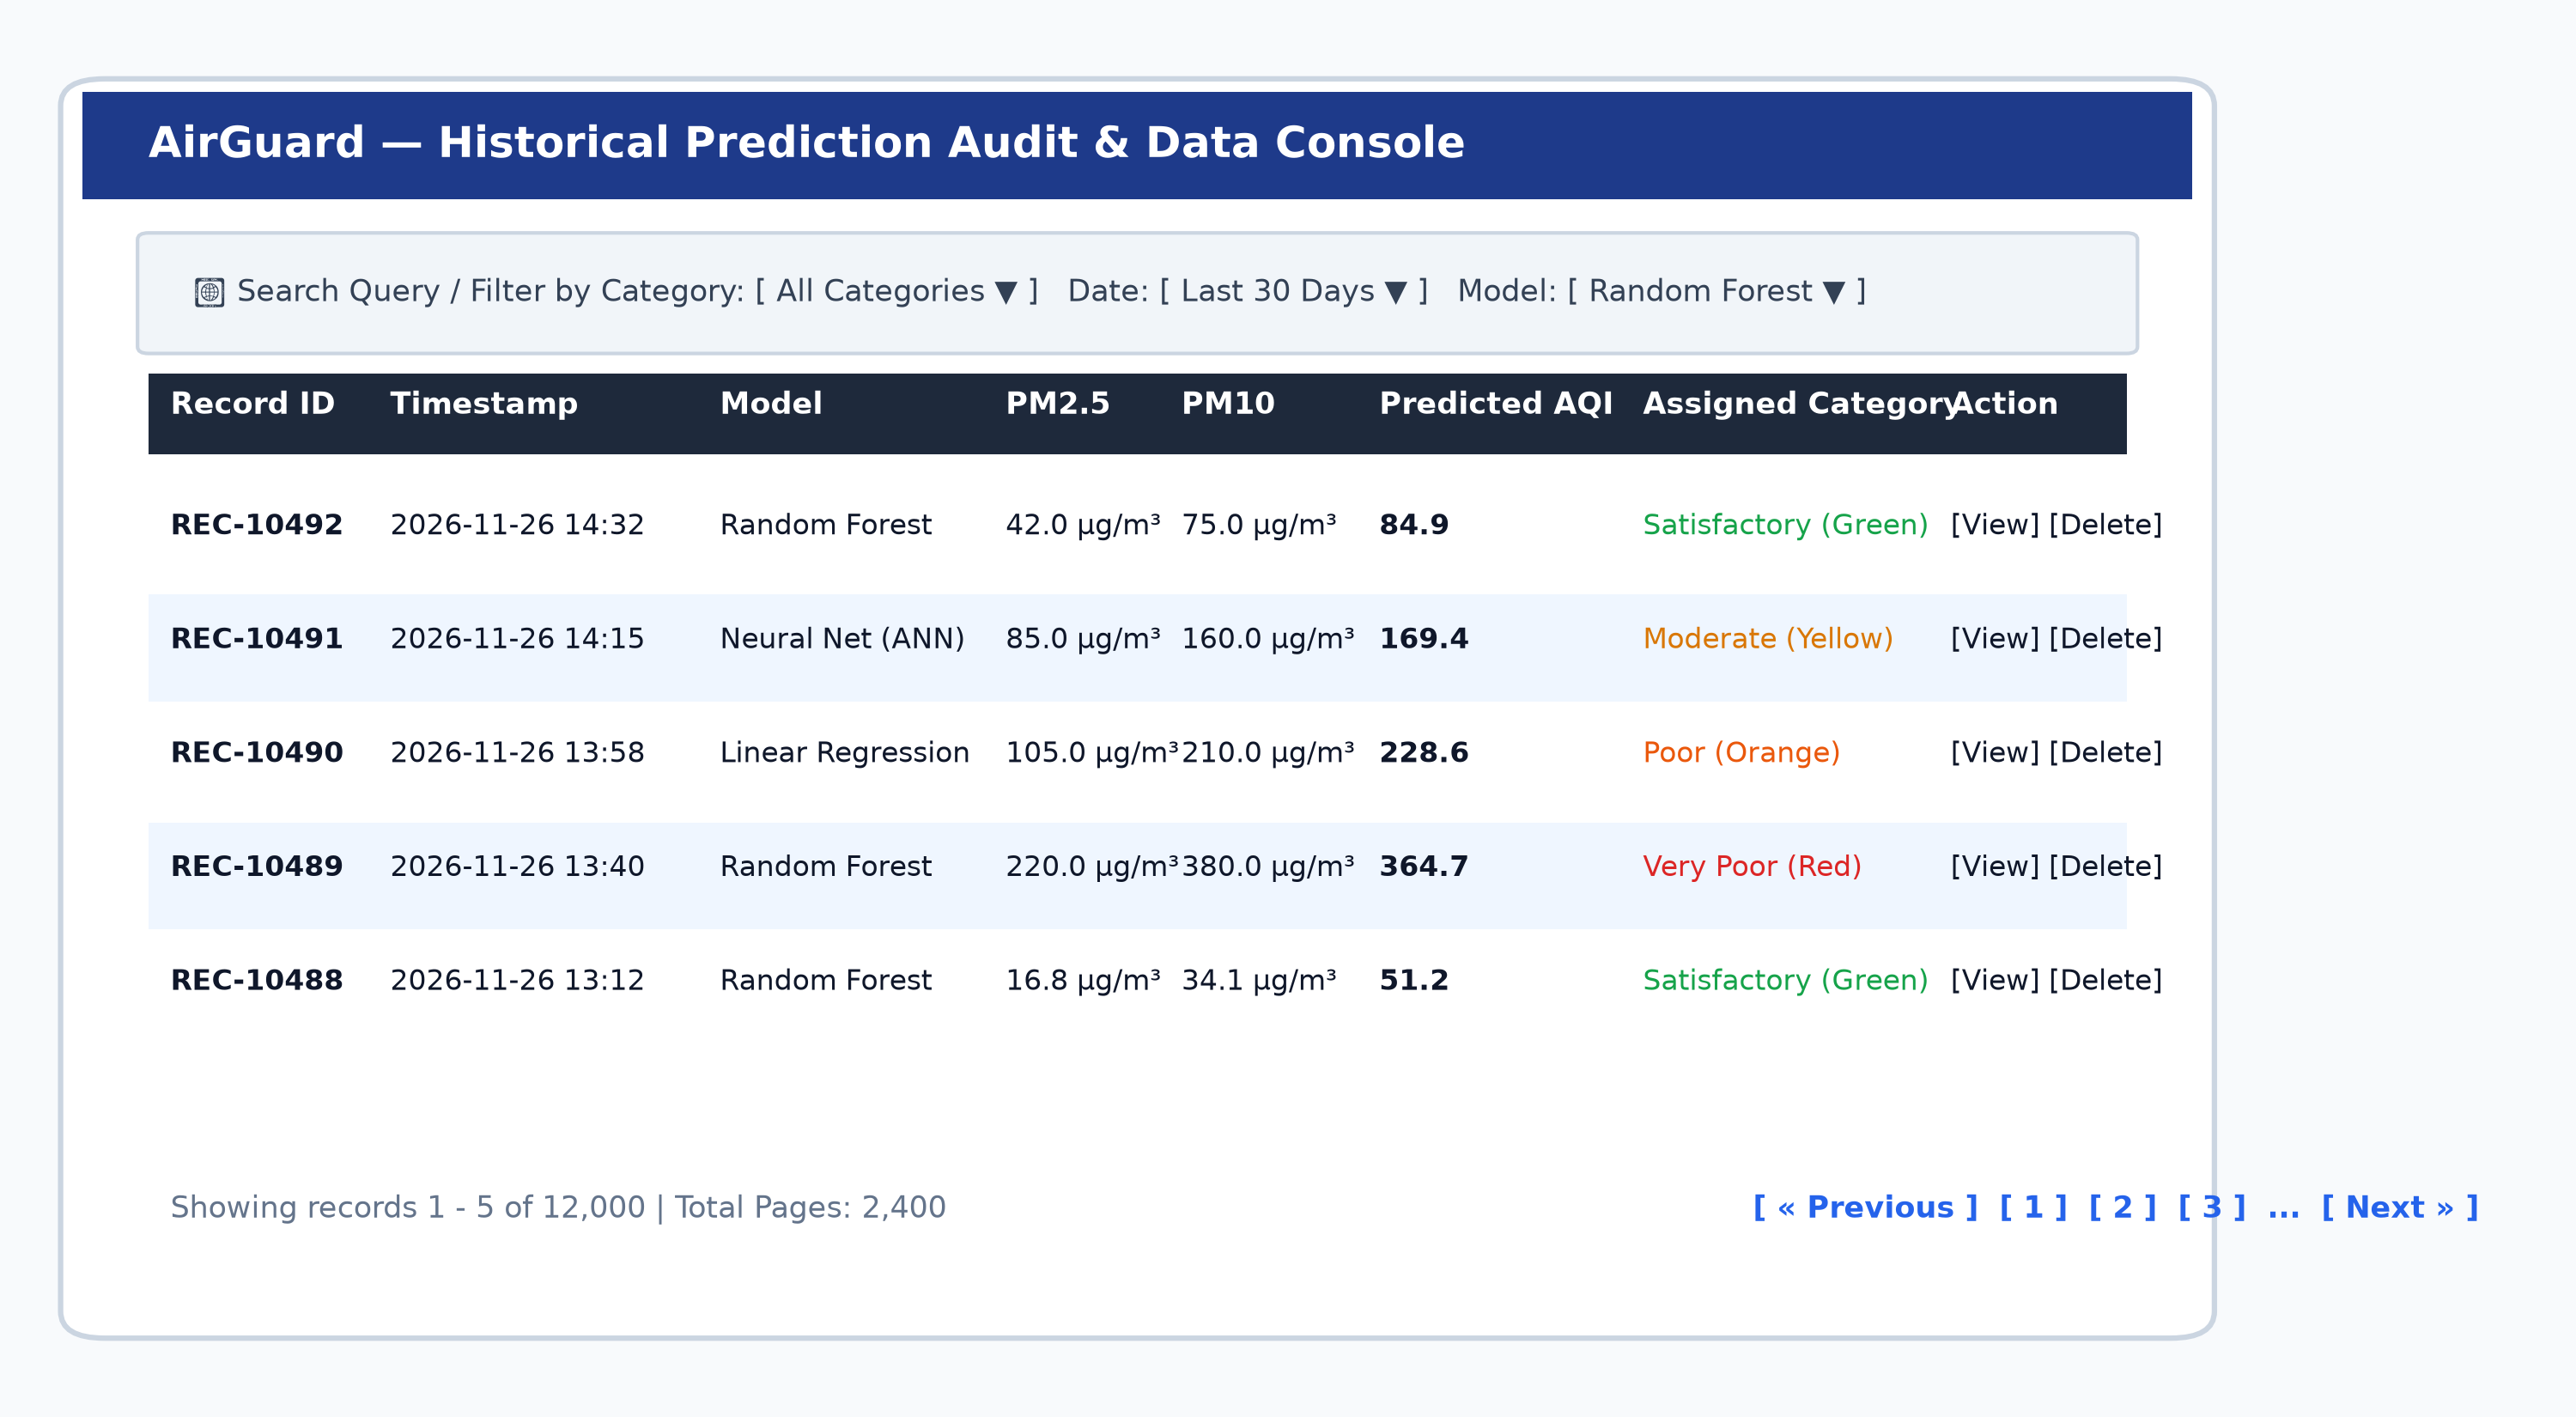 AirGuard — Historical Prediction Audit & Data Console
Search Query / Filter by Category: [ All Categories ▼ ] Date: [ Last 30 Days ▼ ] Model: [ Random Forest ▼ ]
Record ID Timestamp Model PM2.5 PM10 Predicted AQI Assigned Category Action
REC-10492 2026-11-26 14:32 Random Forest 42.0 µg/m³ 75.0 µg/m³ 84.9 Satisfactory (Green) [View] [Delete]
REC-10491 2026-11-26 14:15 Neural Net (ANN) 85.0 µg/m³ 160.0 µg/m³ 169.4 Moderate (Yellow) [View] [Delete]
REC-10490 2026-11-26 13:58 Linear Regression 105.0 µg/m³ 210.0 µg/m³ 228.6 Poor (Orange) [View] [Delete]
REC-10489 2026-11-26 13:40 Random Forest 220.0 µg/m³ 380.0 µg/m³ 364.7 Very Poor (Red) [View] [Delete]
REC-10488 2026-11-26 13:12 Random Forest 16.8 µg/m³ 34.1 µg/m³ 51.2 Satisfactory (Green) [View] [Delete]
Showing records 1 - 5 of 12,000 | Total Pages: 2,400 [ « Previous ] [ 1 ] [ 2 ] [ 3 ] ... [ Next » ]